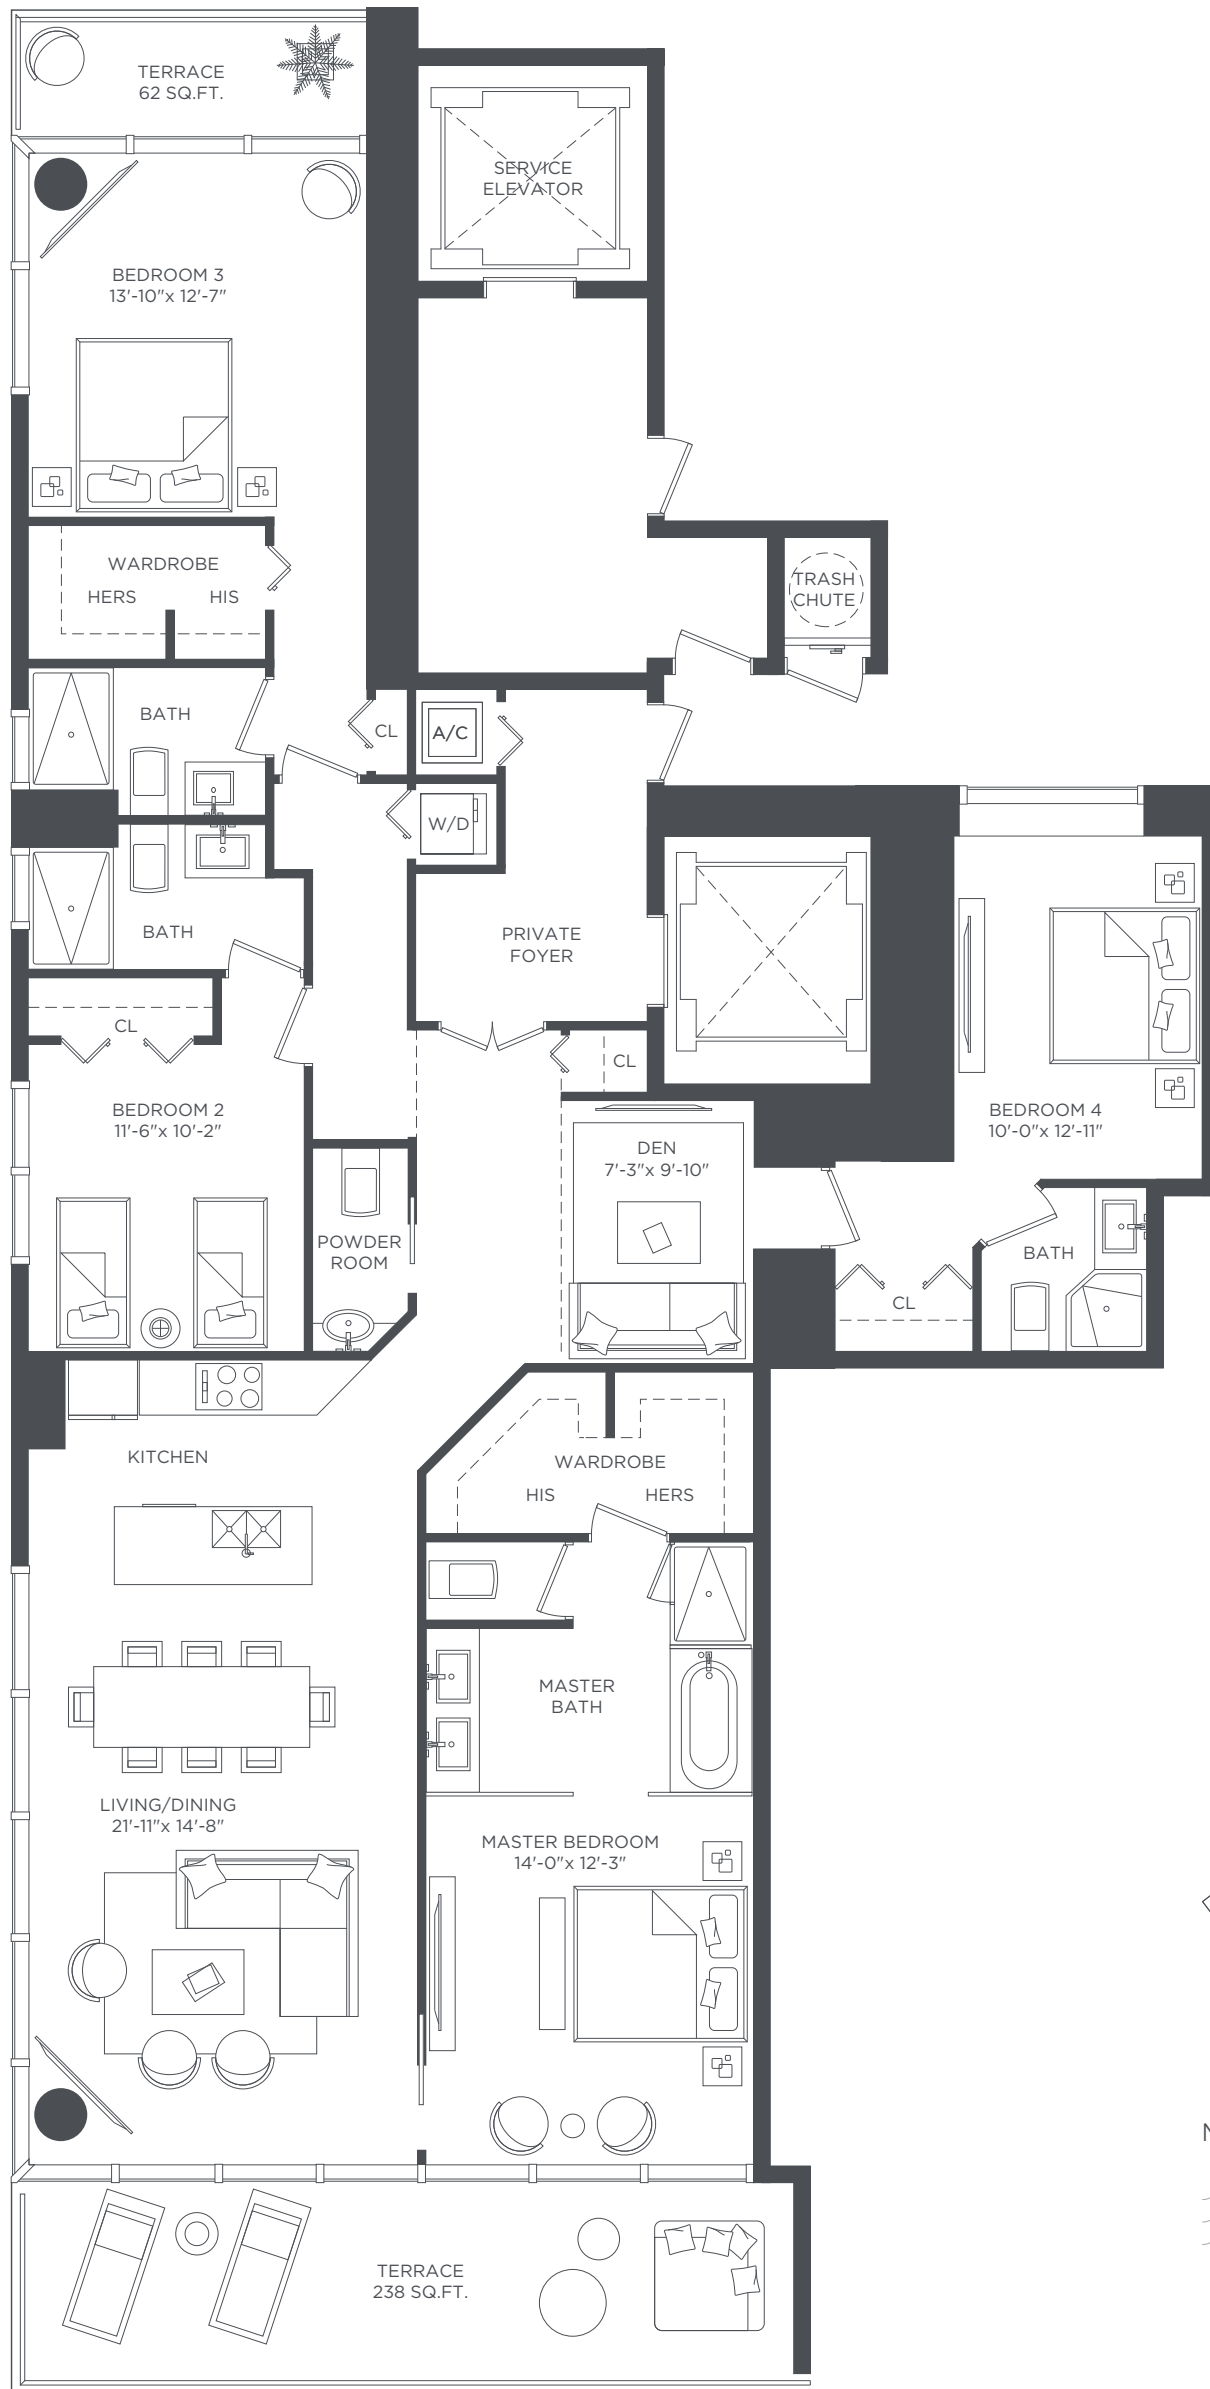 TERRACE
62 SQ.FT.
SERVICE
ELEVATOR
BEDROOM 3
13'-10"x 12'-7"
WARDROBE
HERS
HIS
TRASH
CHUTE
BATH
CL
A/C
W/D
BATH
PRIVATE
FOYER
CL
CL
BEDROOM 2
11'-6"x 10'-2"
BEDROOM 4
10'-0"x 12'-11"
DEN
7'-3"x 9'-10"
POWDER
ROOM
BATH
CL
KITCHEN
WARDROBE
HIS
HERS
MASTER
BATH
LIVING/DINING
21'-11"x 14'-8"
MASTER BEDROOM
14'-0"x 12'-3"
TERRACE
238 SQ.FT.